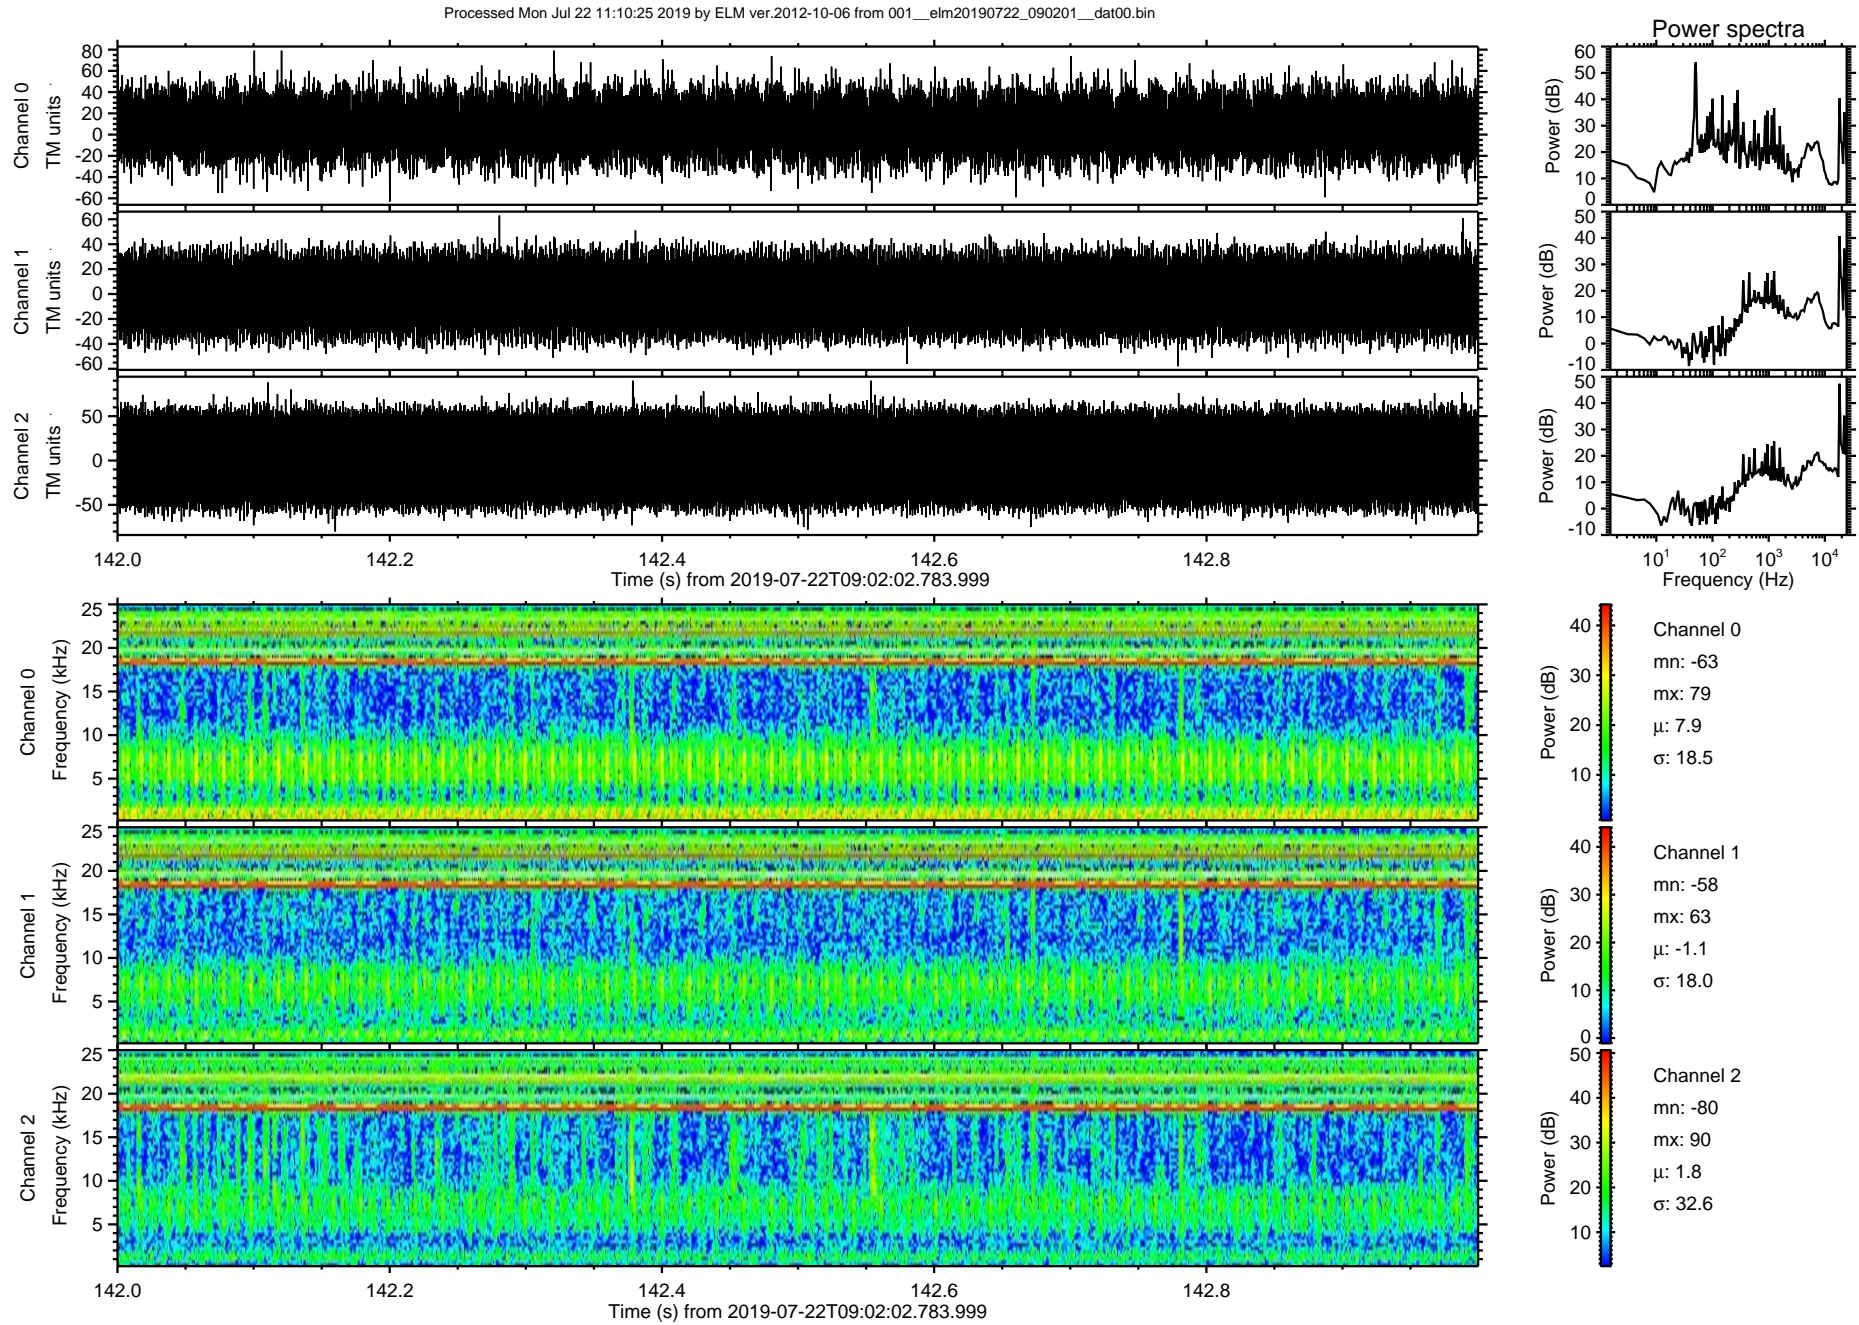 Processed Mon Jul 22 11:10:25 2019 by ELM ver.2012-10-06 from 001__elm20190722_090201__dat00.bin
Power spectra
Channel 0
TM units
80
60
40
20
0
-20
-40
-60
Power (dB)
60
50
40
30
20
10
0
Channel 1
TM units
60
40
20
0
-20
-40
-60
Power (dB)
50
40
30
20
10
0
-10
Channel 2
TM units
50
0
-50
Power (dB)
50
40
30
20
10
0
-10
142.0 142.2 142.4 142.6 142.8
Time (s) from 2019-07-22T09:02:02.783.999
10¹ 10² 10³ 10⁴
Frequency (Hz)
Channel 0
Frequency (kHz)
25
20
15
10
5
Power (dB)
40
30
20
10
Channel 0
mn: -63
mx: 79
μ: 7.9
σ: 18.5
Channel 1
Frequency (kHz)
25
20
15
10
5
Power (dB)
40
30
20
10
0
Channel 1
mn: -58
mx: 63
μ: -1.1
σ: 18.0
Channel 2
Frequency (kHz)
25
20
15
10
5
Power (dB)
50
40
30
20
10
Channel 2
mn: -80
mx: 90
μ: 1.8
σ: 32.6
142.0 142.2 142.4 142.6 142.8
Time (s) from 2019-07-22T09:02:02.783.999